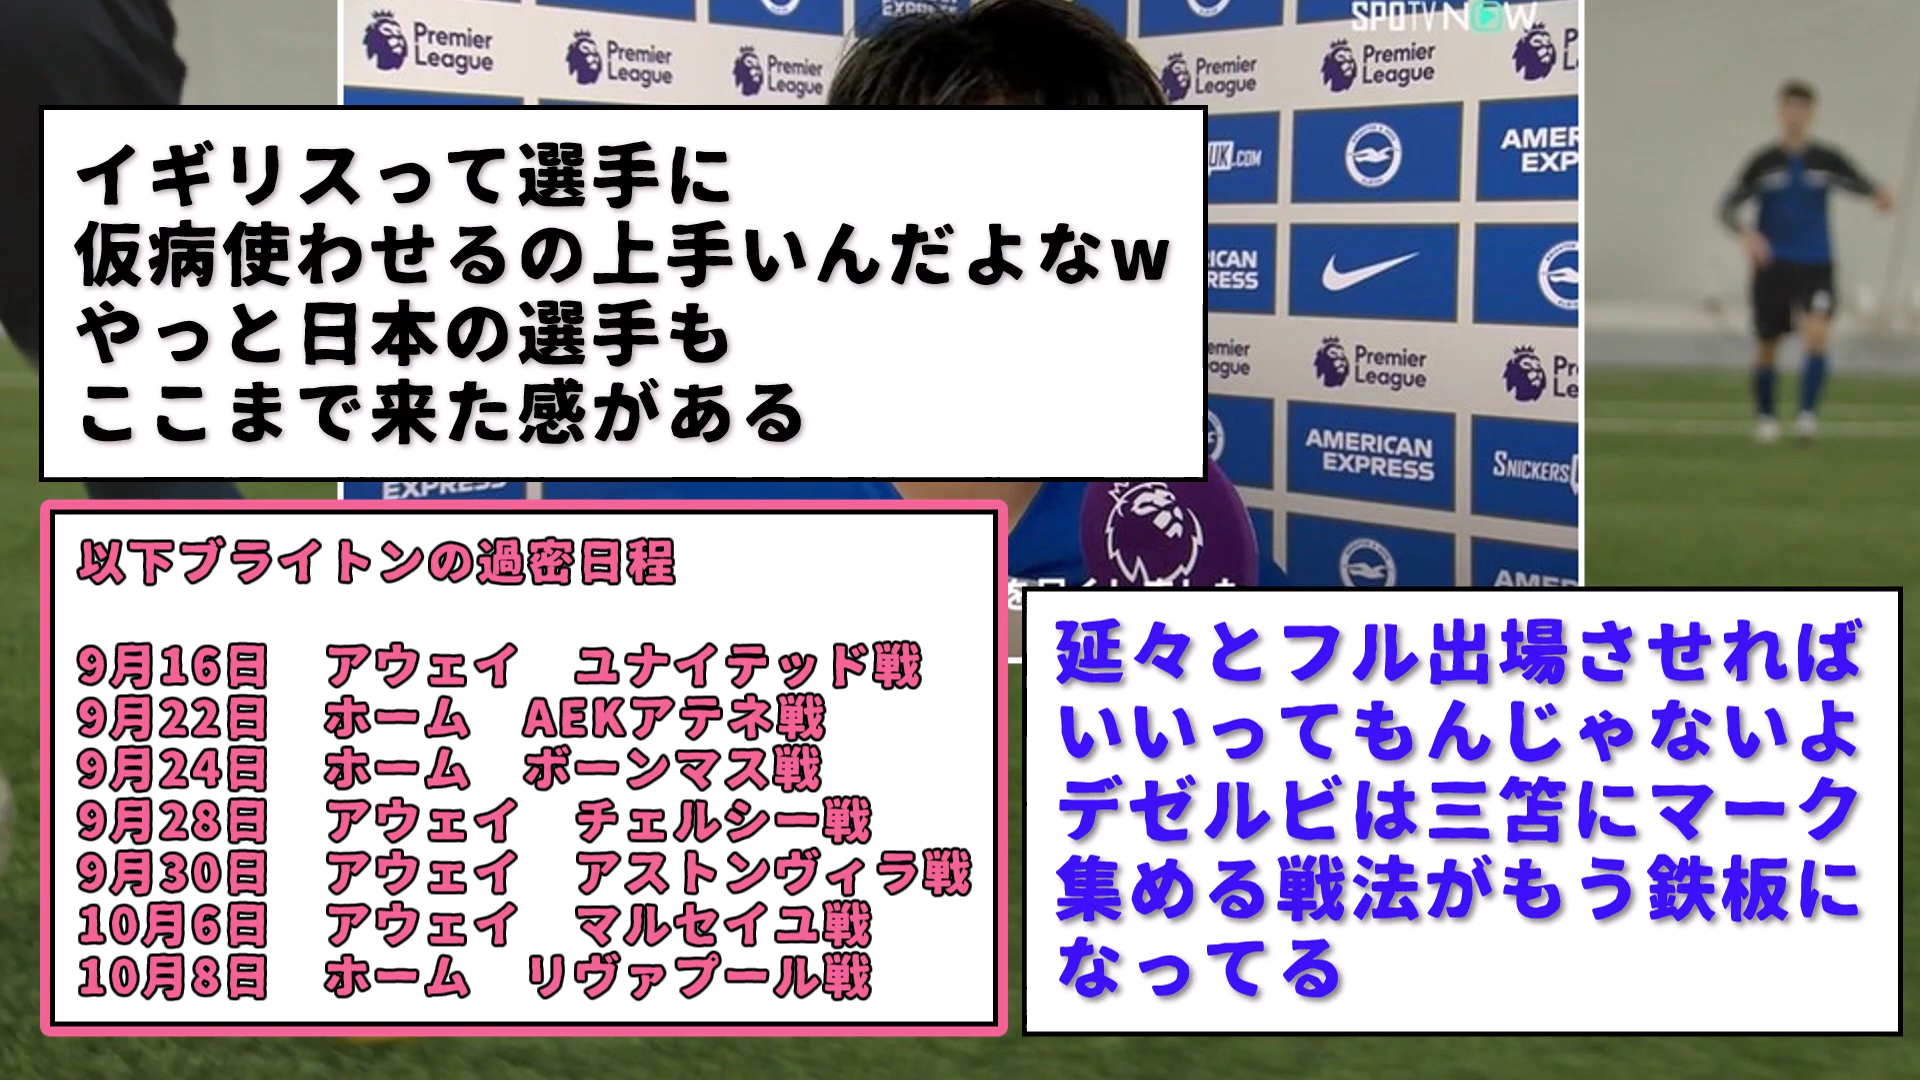 SPOTV NOW
Premier League
Premier League
Premier League
Premier League
Premier League
イギリスって選手に
仮病使わせるの上手いんだよなw
やっと日本の選手も
ここまで来た感がある
Premier League
AMERICAN EXPRESS
SNICKERS
EXPRESS
以下ブライトンの過密日程
9月16日 アウェイ ユナイテッド戦
9月22日 ホーム AEKアテネ戦
9月24日 ホーム ボーンマス戦
9月28日 アウェイ チェルシー戦
9月30日 アウェイ アストンヴィラ戦
10月6日 アウェイ マルセイユ戦
10月8日 ホーム リヴァプール戦
延々とフル出場させれば
いいってもんじゃないよ
デゼルビは三笘にマーク
集める戦法がもう鉄板に
なってる